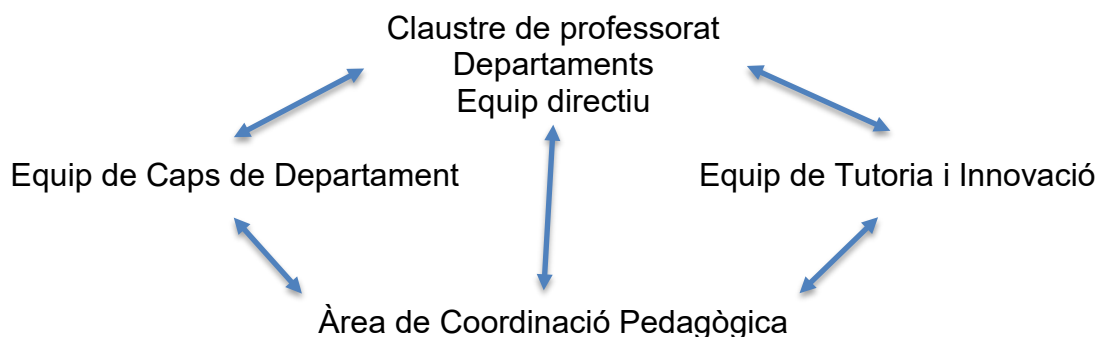 Claustre de professorat
Departaments
Equip directiu
Equip de Caps de Departament
Equip de Tutoria i Innovació
Àrea de Coordinació Pedagògica